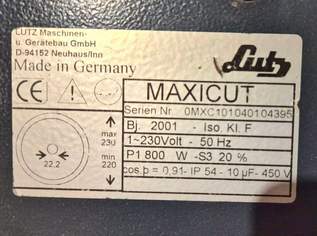 LUTZ Maschinen-
u. Gerätebau GmbH
D-94152 Neuhaus/Inn
Made in Germany
Lutz
CE
MAXICUT
Serien Nr 0MXC101040104395
Bj. 2001 - Iso. Kl. F
1~230Volt - 50 Hz
P1 800 W -S3 20 %
cos.p = 0,91- IP 54 - 10 µF- 450 V
max
230
min
220
22,2